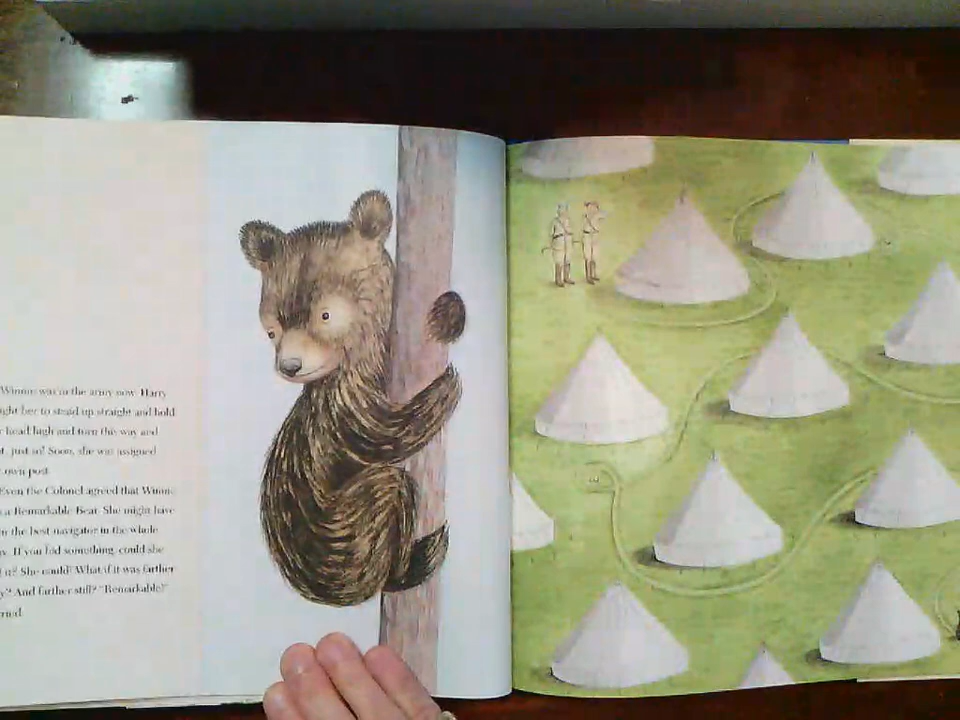 Winnie was in the army now. Harry
ght her to stand up straight and hold
head high and turn this way and
t, just so! Soon, she was assigned
own post.
Even the Colonel agreed that Winnie
s a Remarkable Bear. She might have
n the best navigator in the whole
y. If you hid something, could she
it? She could! What if it was farther
y? And farther still? "Remarkable!"